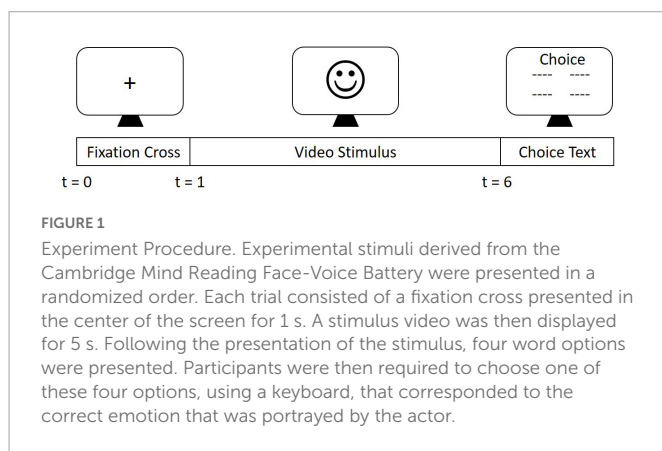 +
Choice
---- ----
---- ----
Fixation Cross Video Stimulus Choice Text
t = 0 t = 1 t = 6
FIGURE 1
Experiment Procedure. Experimental stimuli derived from the
Cambridge Mind Reading Face-Voice Battery were presented in a
randomized order. Each trial consisted of a fixation cross presented in
the center of the screen for 1 s. A stimulus video was then displayed
for 5 s. Following the presentation of the stimulus, four word options
were presented. Participants were then required to choose one of
these four options, using a keyboard, that corresponded to the
correct emotion that was portrayed by the actor.